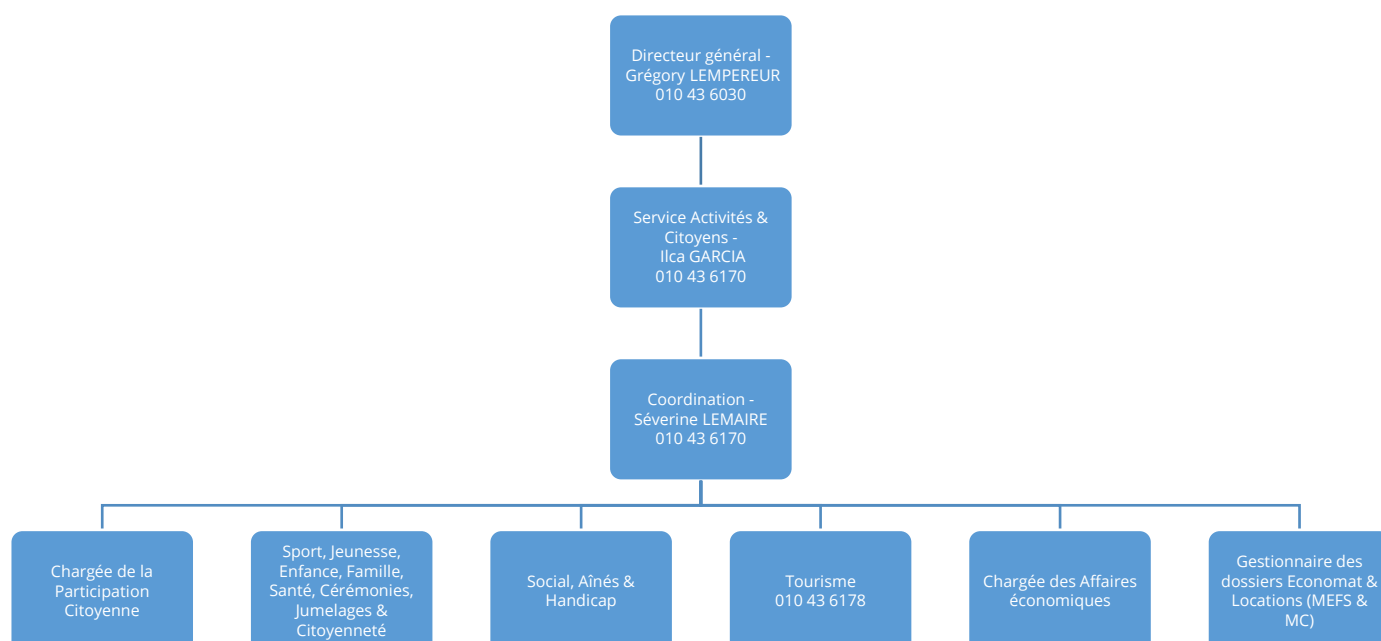 Directeur général -
Grégory LEMPEREUR
010 43 6030
Service Activités &
Citoyens -
Ilca GARCIA
010 43 6170
Coordination -
Séverine LEMAIRE
010 43 6170
Chargée de la
Participation
Citoyenne
Sport, Jeunesse,
Enfance, Famille,
Santé, Cérémonies,
Jumelages &
Citoyenneté
Social, Aînés &
Handicap
Tourisme
010 43 6178
Chargée des Affaires
économiques
Gestionnaire des
dossiers Economat &
Locations (MEFS &
MC)